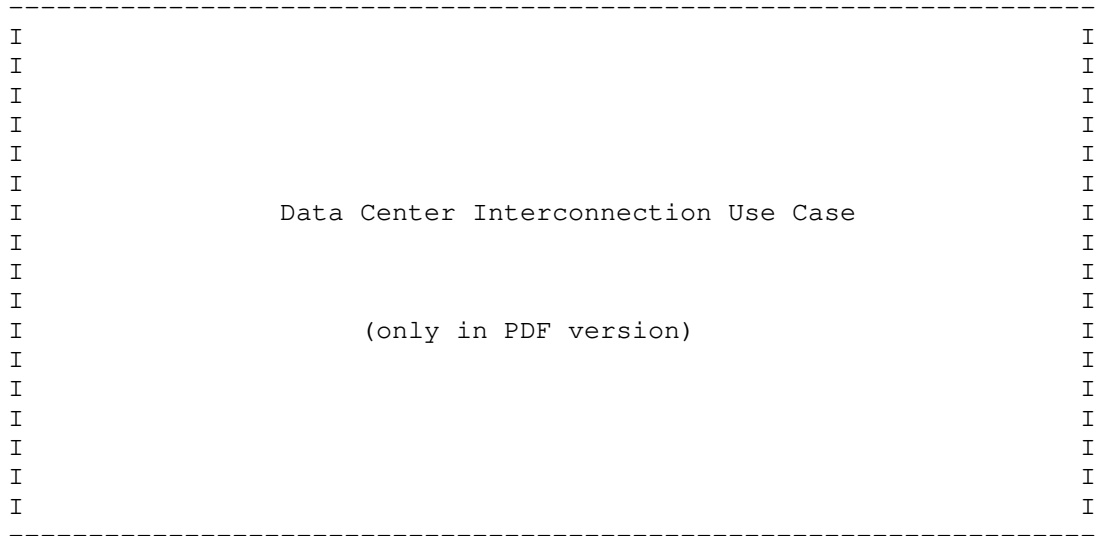 -------------------------------------------------------------------
I                                                                 I
I                                                                 I
I                                                                 I
I                                                                 I
I                                                                 I
I                                                                 I
I                Data Center Interconnection Use Case             I
I                                                                 I
I                                                                 I
I                                                                 I
I                     (only in PDF version)                       I
I                                                                 I
I                                                                 I
I                                                                 I
I                                                                 I
I                                                                 I
I                                                                 I
-------------------------------------------------------------------